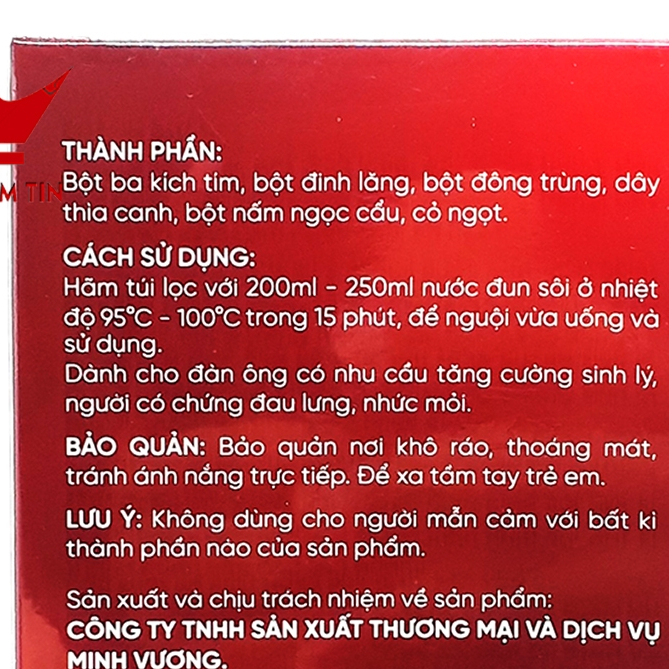 THÀNH PHẦN:
Bột ba kích tím, bột đinh lăng, bột đông trùng, dây
thìa canh, bột nấm ngọc cẩu, cỏ ngọt.
CÁCH SỬ DỤNG:
Hãm túi lọc với 200ml - 250ml nước đun sôi ở nhiệt
độ 95°C - 100°C trong 15 phút, để nguội vừa uống và
sử dụng.
Dành cho đàn ông có nhu cầu tăng cường sinh lý,
người có chứng đau lưng, nhức mỏi.
BẢO QUẢN: Bảo quản nơi khô ráo, thoáng mát,
tránh ánh nắng trực tiếp. Để xa tầm tay trẻ em.
LƯU Ý: Không dùng cho người mẫn cảm với bất kì
thành phần nào của sản phẩm.
Sản xuất và chịu trách nhiệm về sản phẩm:
CÔNG TY TNHH SẢN XUẤT THƯƠNG MẠI VÀ DỊCH VỤ
MINH VƯƠNG.